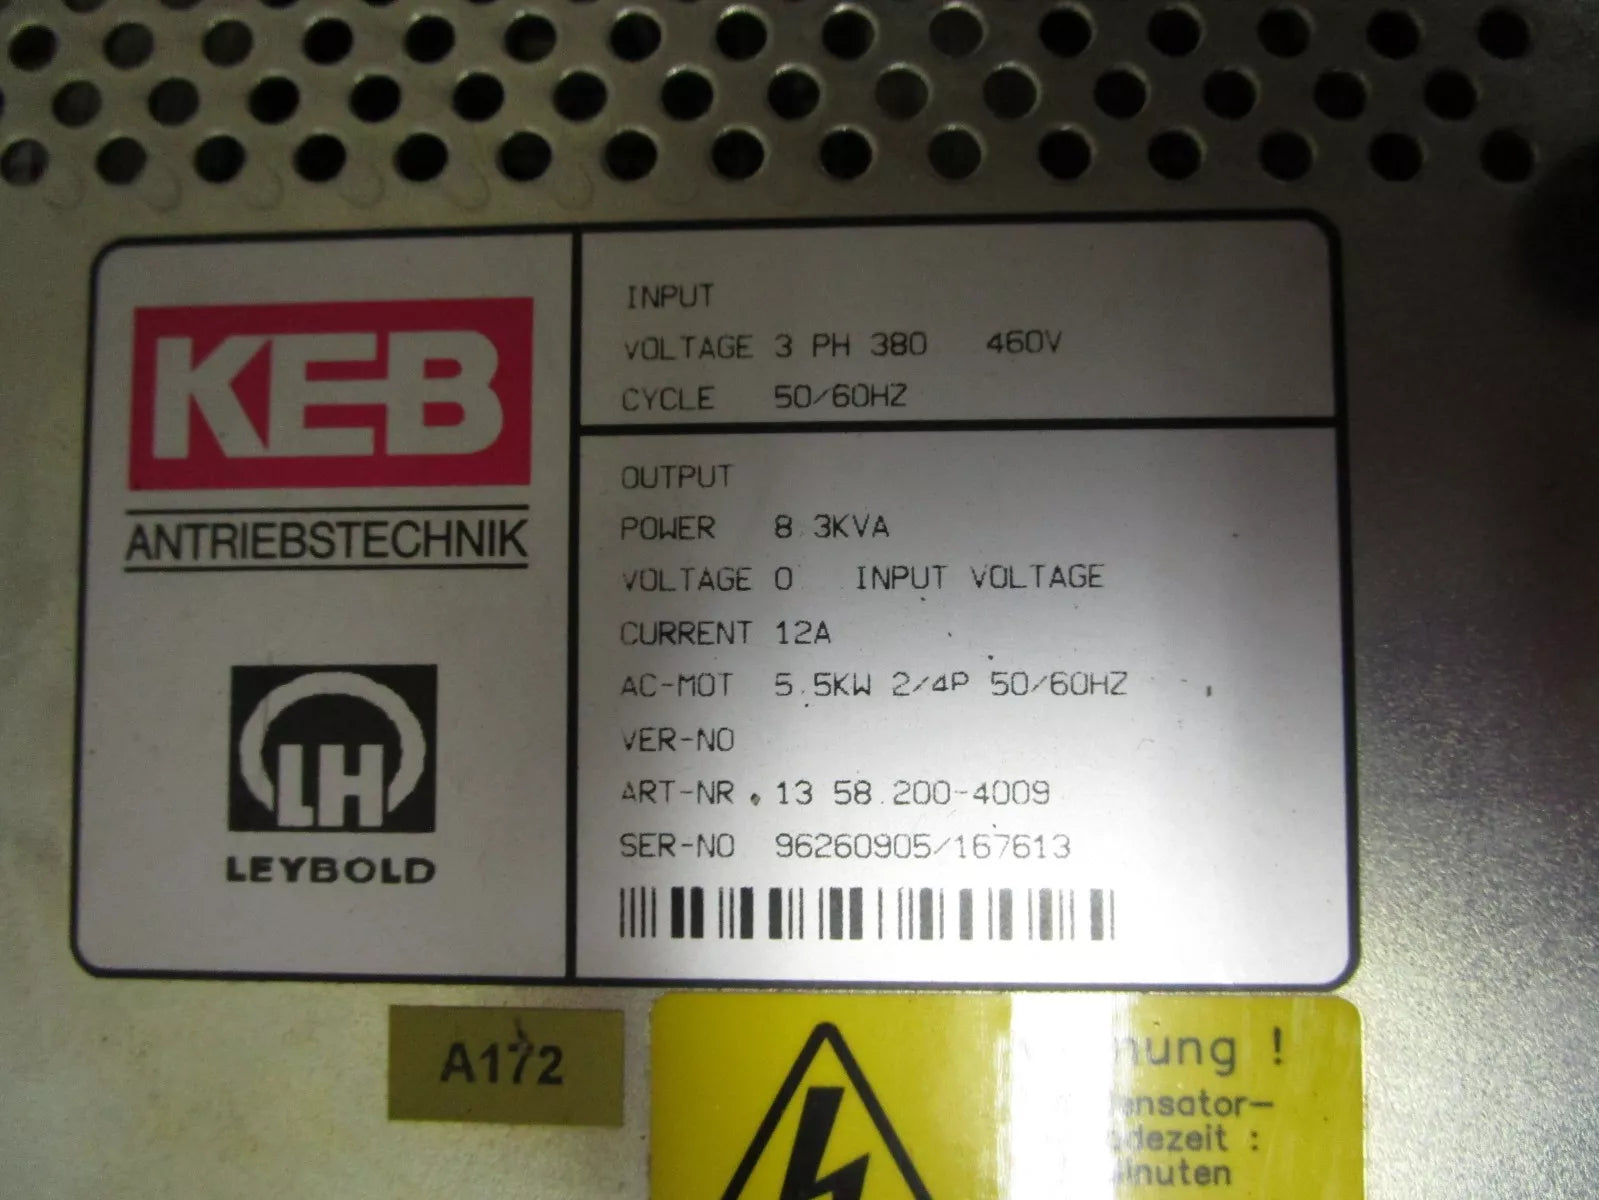 KEB
ANTRIEBSTECHNIK
LH
LEYBOLD
INPUT
VOLTAGE 3 PH 380 460V
CYCLE 50/60HZ
OUTPUT
POWER 8.3KVA
VOLTAGE 0 INPUT VOLTAGE
CURRENT 12A
AC-MOT 5.5KW 2/4P 50/60HZ
VER-NO
ART-NR. 13.58.200-4009
SER-NO 96260905/167613
A172
nung !
ensator-
dezeit :
inuten